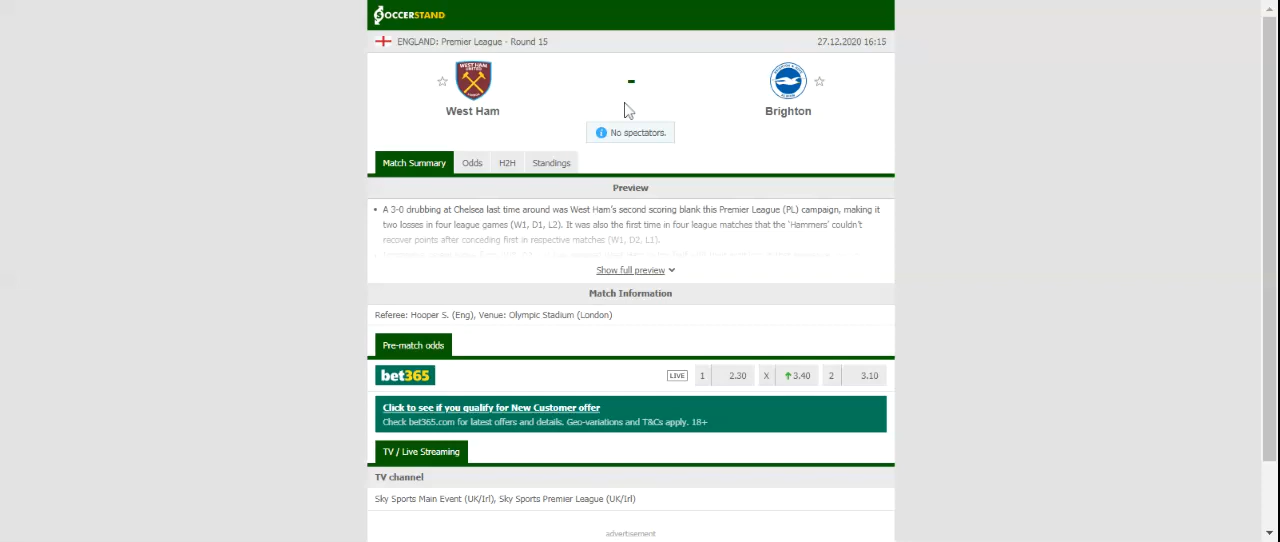 SOCCERSTAND
ENGLAND: Premier League - Round 15
27.12.2020 16:15
-
West Ham
Brighton
No spectators.
Match Summary
Odds
H2H
Standings
Preview
• A 3-0 drubbing at Chelsea last time around was West Ham's second scoring blank this Premier League (PL) campaign, making it
two losses in four league games (W1, D1, L2). It was also the first time in four league matches that the 'Hammers' couldn't
recover points after conceding first in respective matches (W1, D2, L1).
Show full preview
Match Information
Referee: Hooper S. (Eng), Venue: Olympic Stadium (London)
Pre-match odds
bet365
LIVE
1 2.30
X 3.40
2 3.10
Click to see if you qualify for New Customer offer
Check bet365.com for latest offers and details. Geo-variations and T&Cs apply. 18+
TV / Live Streaming
TV channel
Sky Sports Main Event (UK/Irl), Sky Sports Premier League (UK/Irl)
advertisement